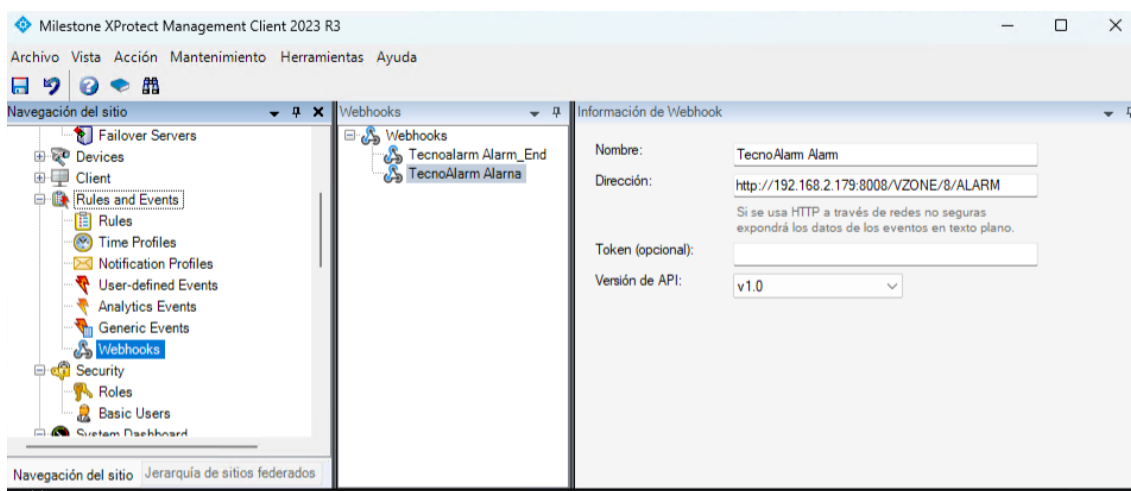 Milestone XProtect Management Client 2023 R3
Archivo Vista Acción Mantenimiento Herramientas Ayuda
Navegación del sitio
Failover Servers
Devices
Client
Rules and Events
Rules
Time Profiles
Notification Profiles
User-defined Events
Analytics Events
Generic Events
Webhooks
Security
Roles
Basic Users
System Dashboard
Navegación del sitio Jerarquía de sitios federados
Webhooks
Webhooks
Tecnoalarm Alarm_End
TecnoAlarm Alarna
Información de Webhook
Nombre: TecnoAlarm Alarm
Dirección: http://192.168.2.179:8008/VZONE/8/ALARM
Si se usa HTTP a través de redes no seguras
expondrá los datos de los eventos en texto plano.
Token (opcional):
Versión de API: v1.0